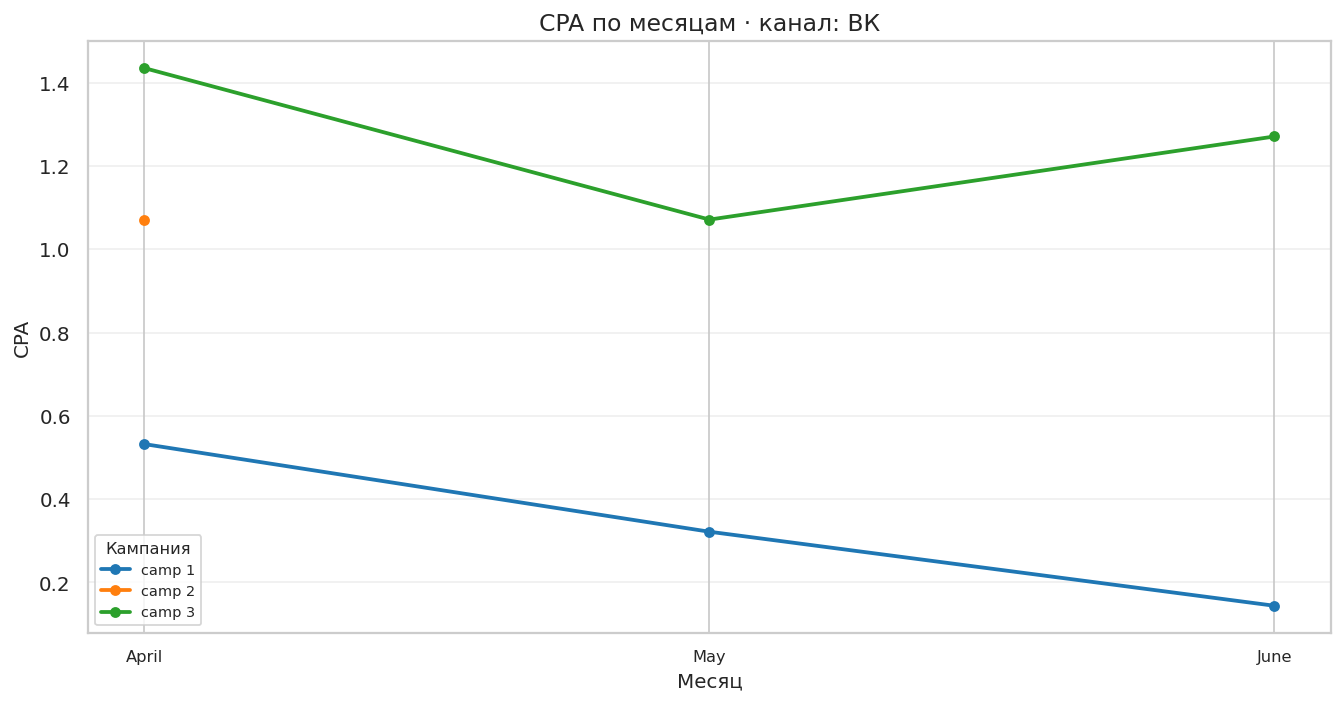 CPA по месяцам · канал: ВК
CPA
1.4
1.2
1.0
0.8
0.6
0.4
0.2
Кампания
camp 1
camp 2
camp 3
April
May
June
Месяц